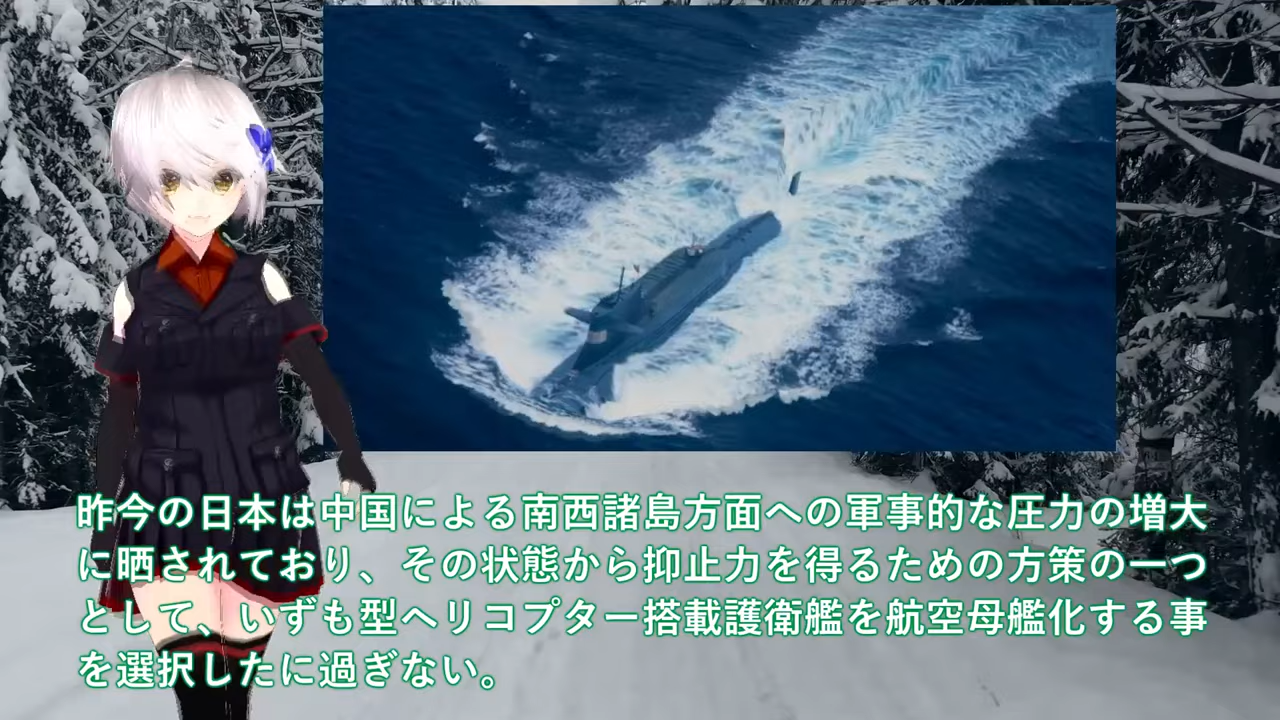 昨今の日本は中国による南西諸島方面への軍事的な圧力の増大
に晒されており、その状態から抑止力を得るための方策の一つ
として、いずも型ヘリコプター搭載護衛艦を航空母艦化する事
を選択したに過ぎない。